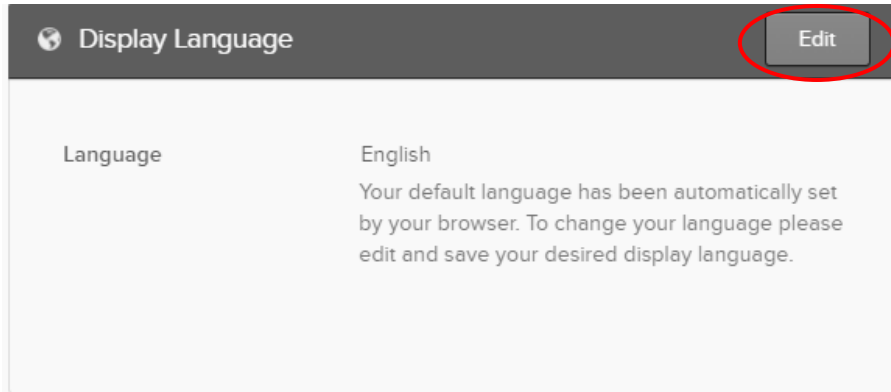 Display Language
Edit
Language
English
Your default language has been automatically set
by your browser. To change your language please
edit and save your desired display language.